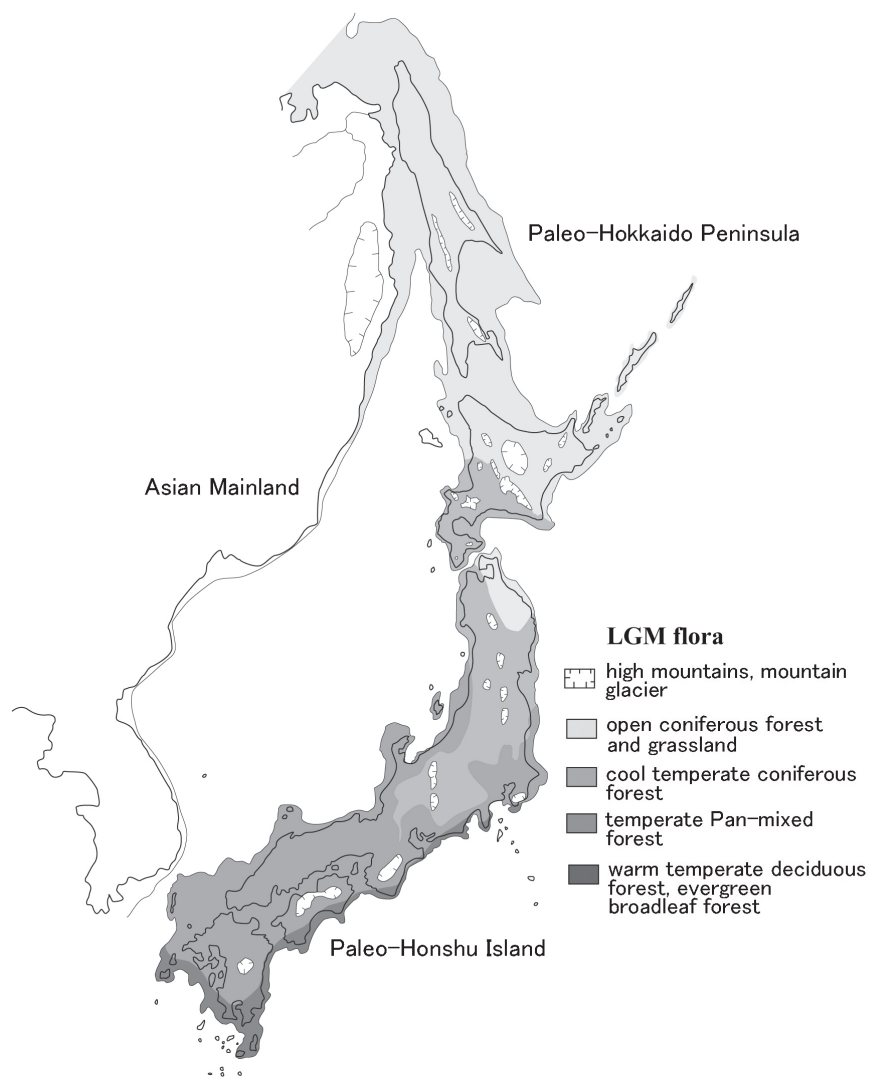 Paleo-Hokkaido Peninsula
Asian Mainland
LGM flora
high mountains, mountain
glacier
open coniferous forest
and grassland
cool temperate coniferous
forest
temperate Pan-mixed
forest
warm temperate deciduous
forest, evergreen
broadleaf forest
Paleo-Honshu Island